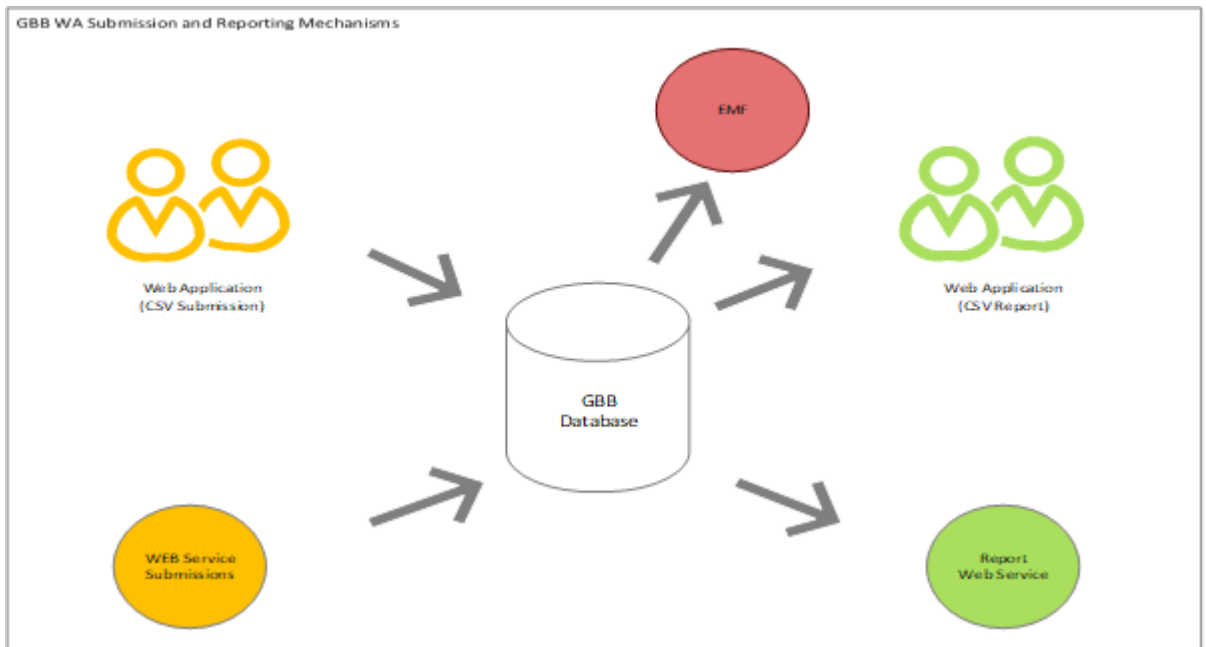 GBB WA Submission and Reporting Mechanisms
EMF
Web Application
(CSV Submission)
Web Application
(CSV Report)
GBB
Database
WEB Service
Submissions
Report
Web Service